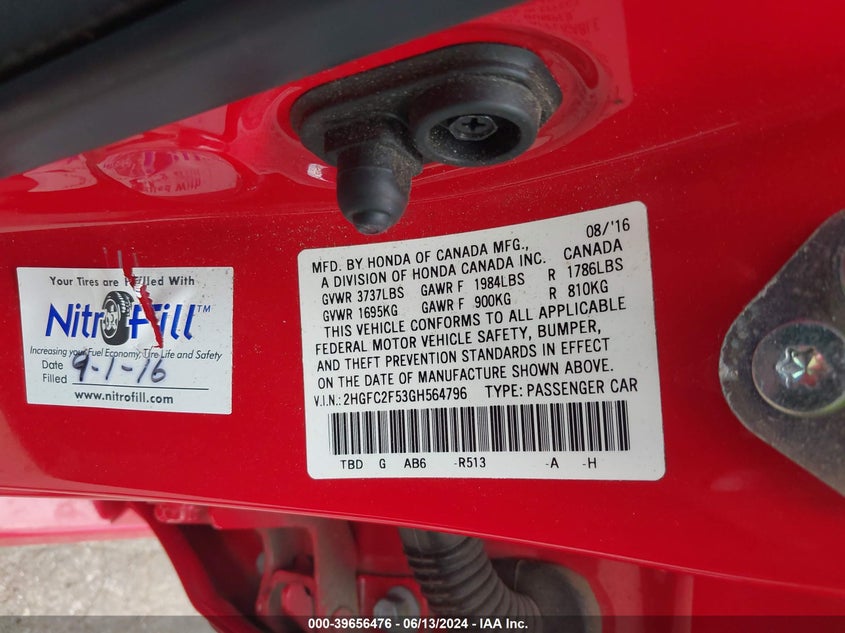 08/'16
MFD. BY HONDA OF CANADA MFG.,
A DIVISION OF HONDA CANADA INC. CANADA
GVWR 3737LBS GAWR F 1984LBS R 1786LBS
GVWR 1695KG GAWR F 900KG R 810KG
THIS VEHICLE CONFORMS TO ALL APPLICABLE
FEDERAL MOTOR VEHICLE SAFETY, BUMPER,
AND THEFT PREVENTION STANDARDS IN EFFECT
ON THE DATE OF MANUFACTURE SHOWN ABOVE.
V.I.N.: 2HGFC2F53GH564796 TYPE: PASSENGER CAR
TBD G AB6 -R513 -A -H
Your Tires are Filled With
NitroFill™
Increasing your Fuel Economy, Tire Life and Safety
Date
Filled 9-1-16
www.nitrofill.com
000-39656476 - 06/13/2024 - IAA Inc.